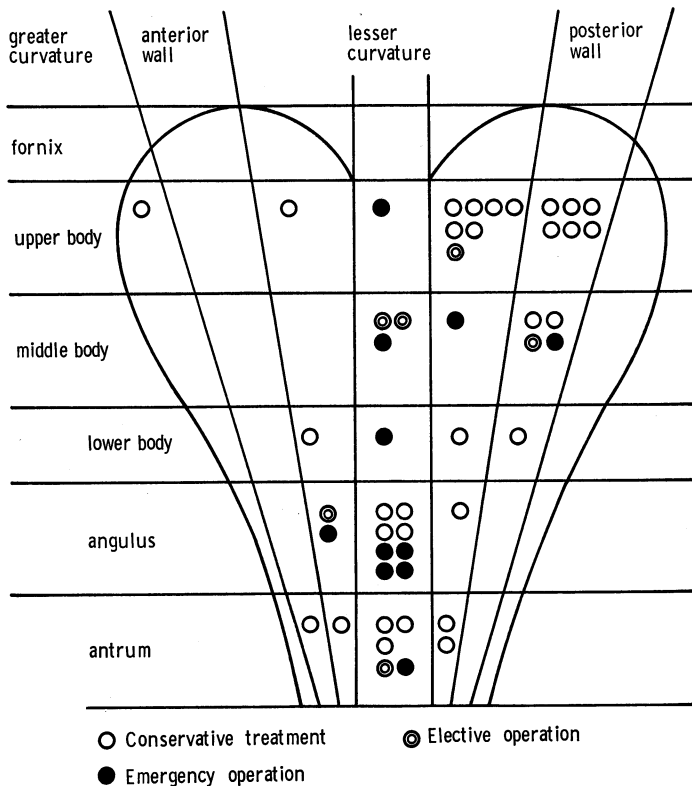 greater
curvature
anterior
wall
lesser
curvature
posterior
wall
fornix
upper body
middle body
lower body
angulus
antrum
Conservative treatment
Elective operation
Emergency operation